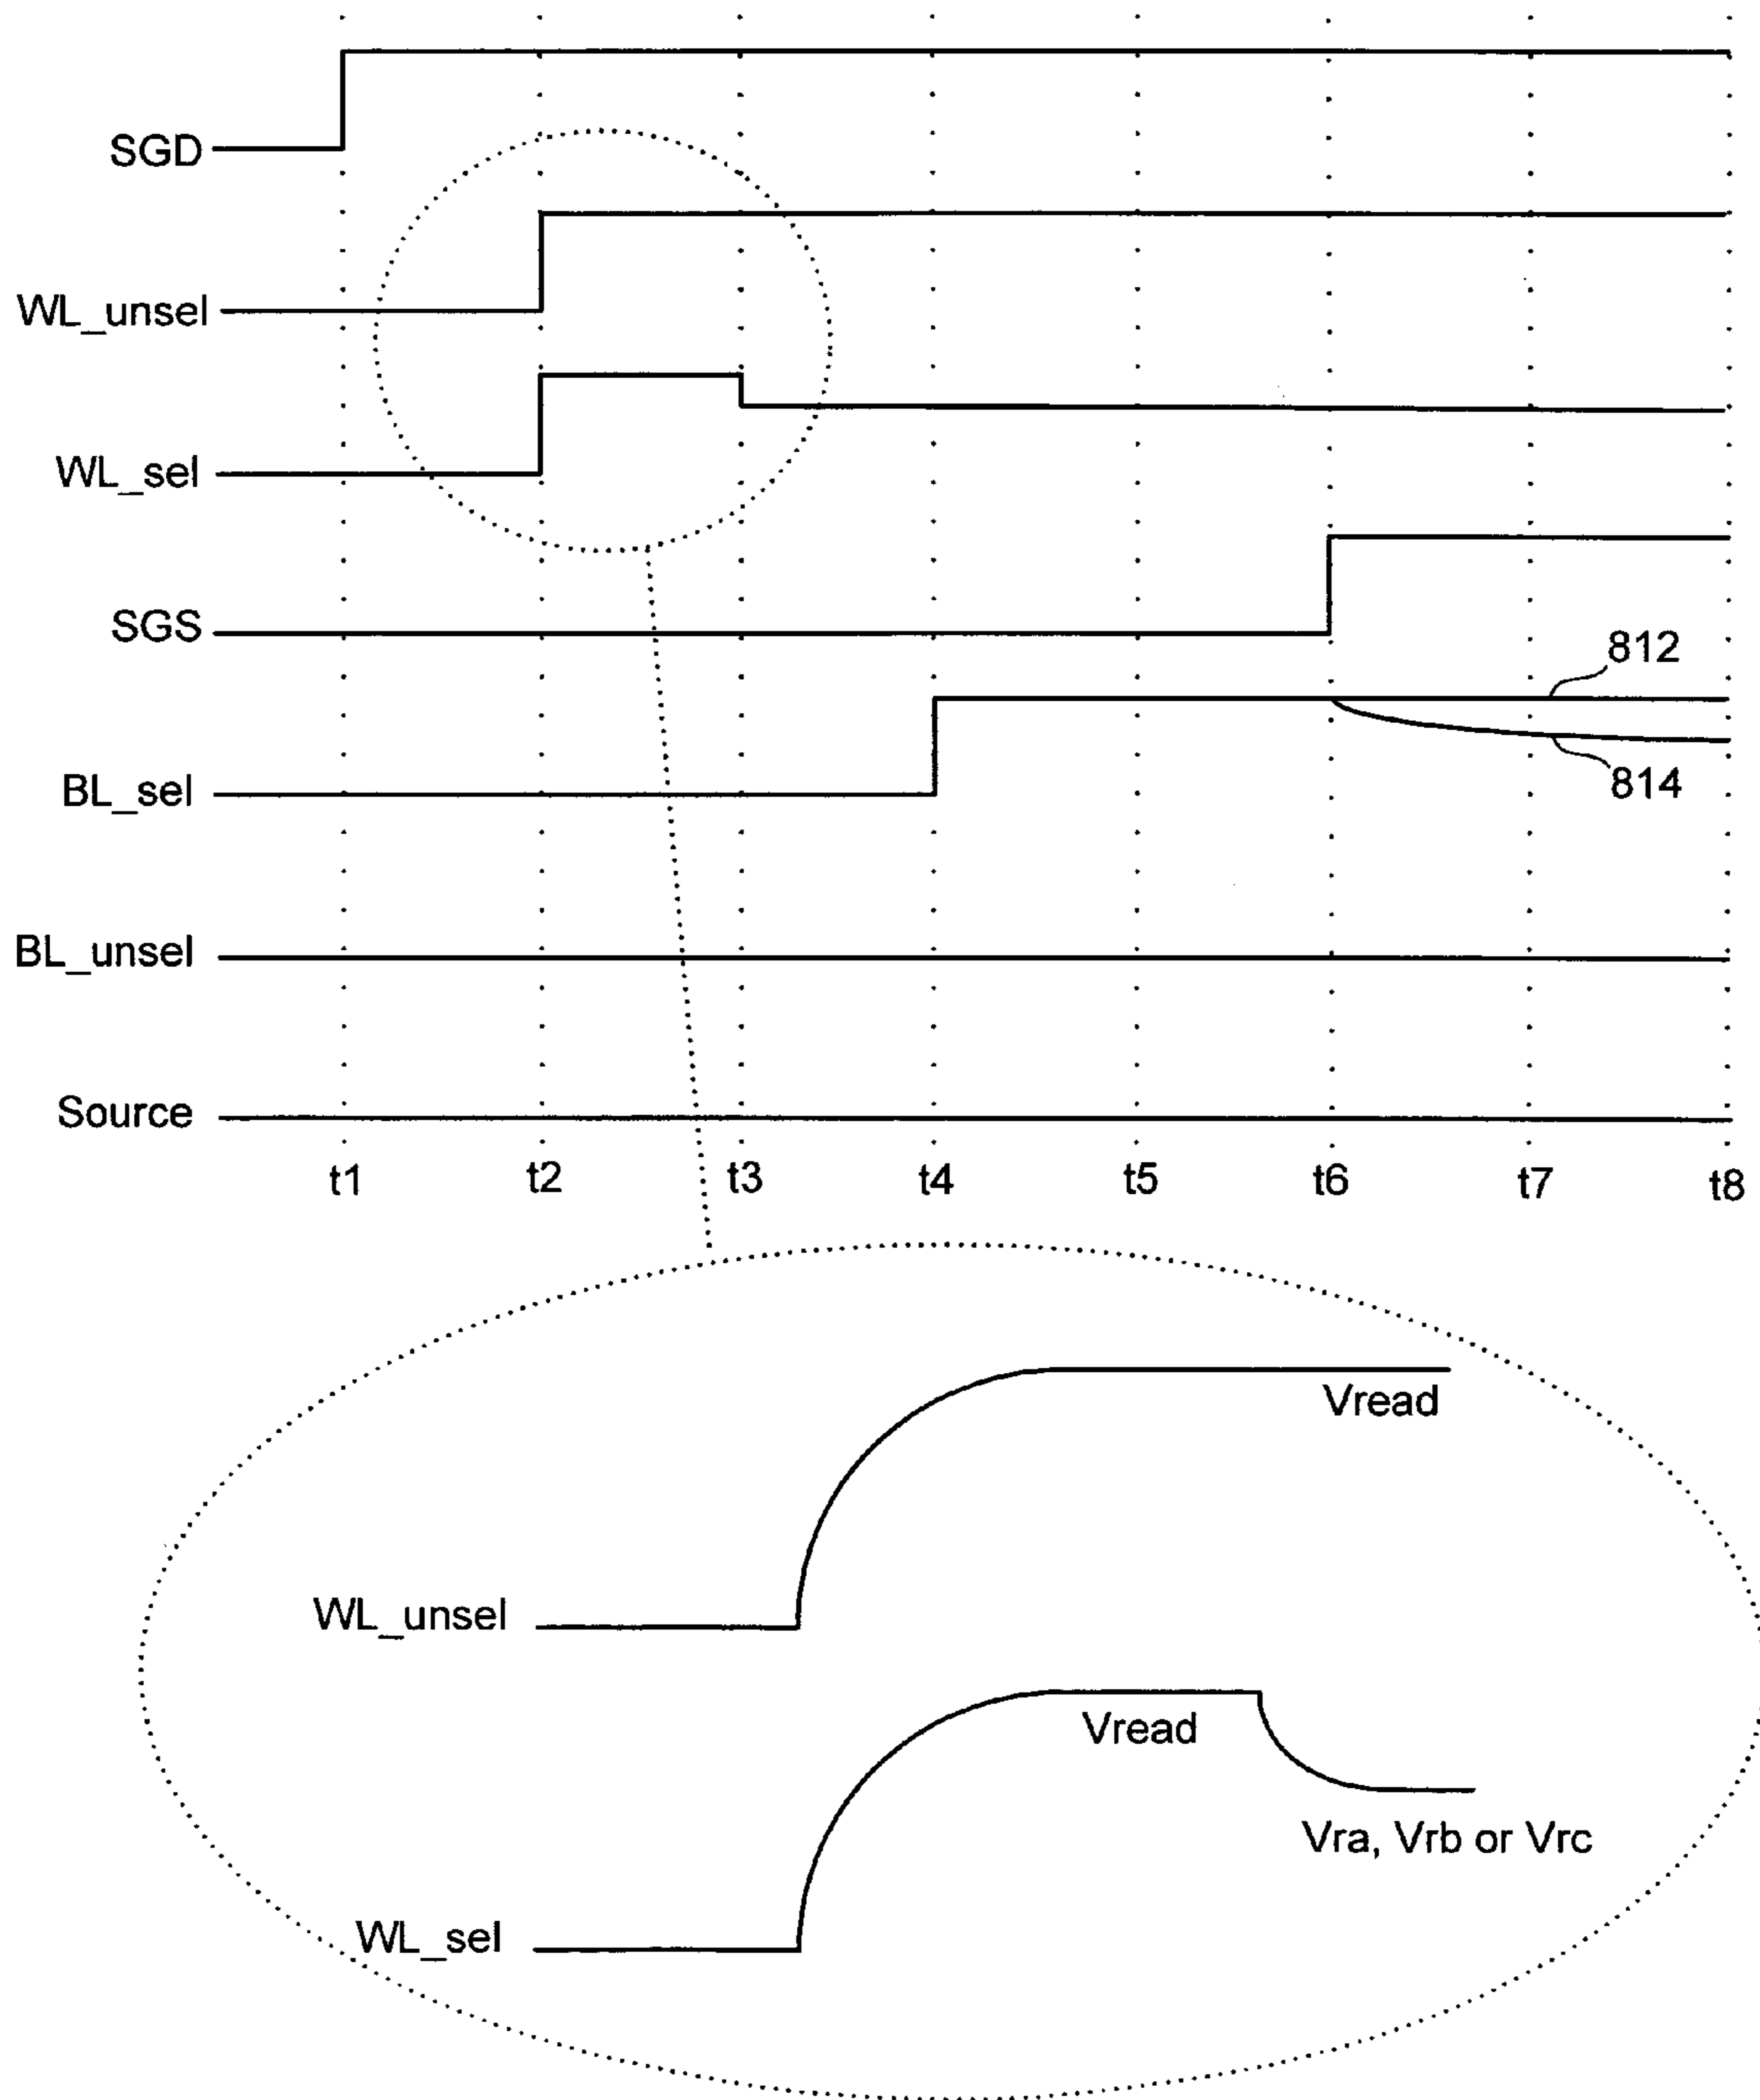 SGD
WL_unsel
WL_sel
SGS
812
BL_sel
814
BL_unsel
Source
t1 t2 t3 t4 t5 t6 t7 t8
Vread
WL_unsel
Vread
Vra, Vrb or Vrc
WL_sel